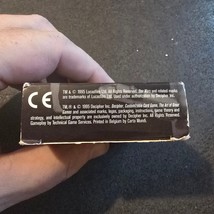 CE
TM & © 1995 Lucasfilm Ltd. All Rights Reserved. Title and related marks
are trademarks of Lucasfilm Ltd. Used under authorization by Decipher Inc.
TM, ® & © 1995 Decipher Inc. Decipher, Customizable Card Game, The Art of Great
Games and associated marks, logos, packaging, instructions, game theory and
strategy, and intellectual property are exclusively owned by Decipher Inc. All Rights Reserved.
Gameplay by Technical Game Services. Printed in Belgium by Carta Mundi.